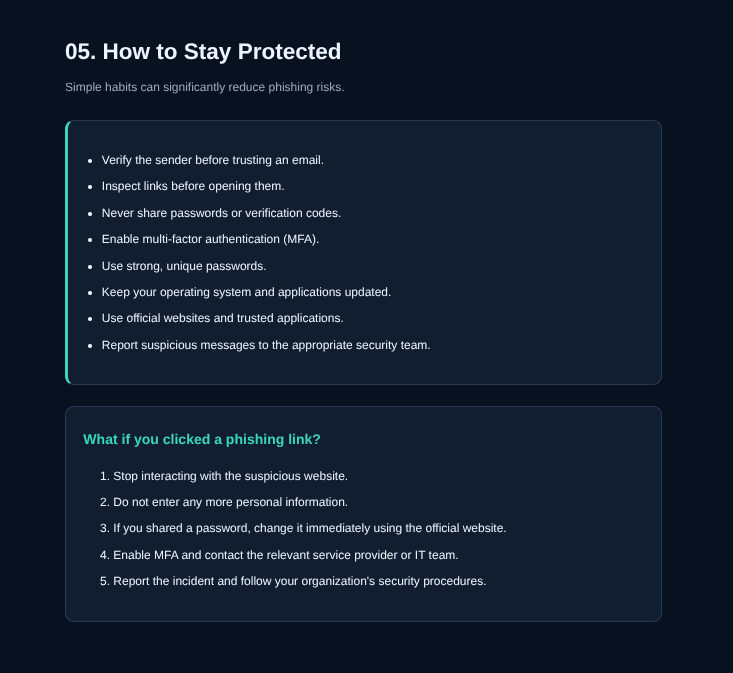 05. How to Stay Protected
Simple habits can significantly reduce phishing risks.
• Verify the sender before trusting an email.
• Inspect links before opening them.
• Never share passwords or verification codes.
• Enable multi-factor authentication (MFA).
• Use strong, unique passwords.
• Keep your operating system and applications updated.
• Use official websites and trusted applications.
• Report suspicious messages to the appropriate security team.
What if you clicked a phishing link?
1. Stop interacting with the suspicious website.
2. Do not enter any more personal information.
3. If you shared a password, change it immediately using the official website.
4. Enable MFA and contact the relevant service provider or IT team.
5. Report the incident and follow your organization's security procedures.